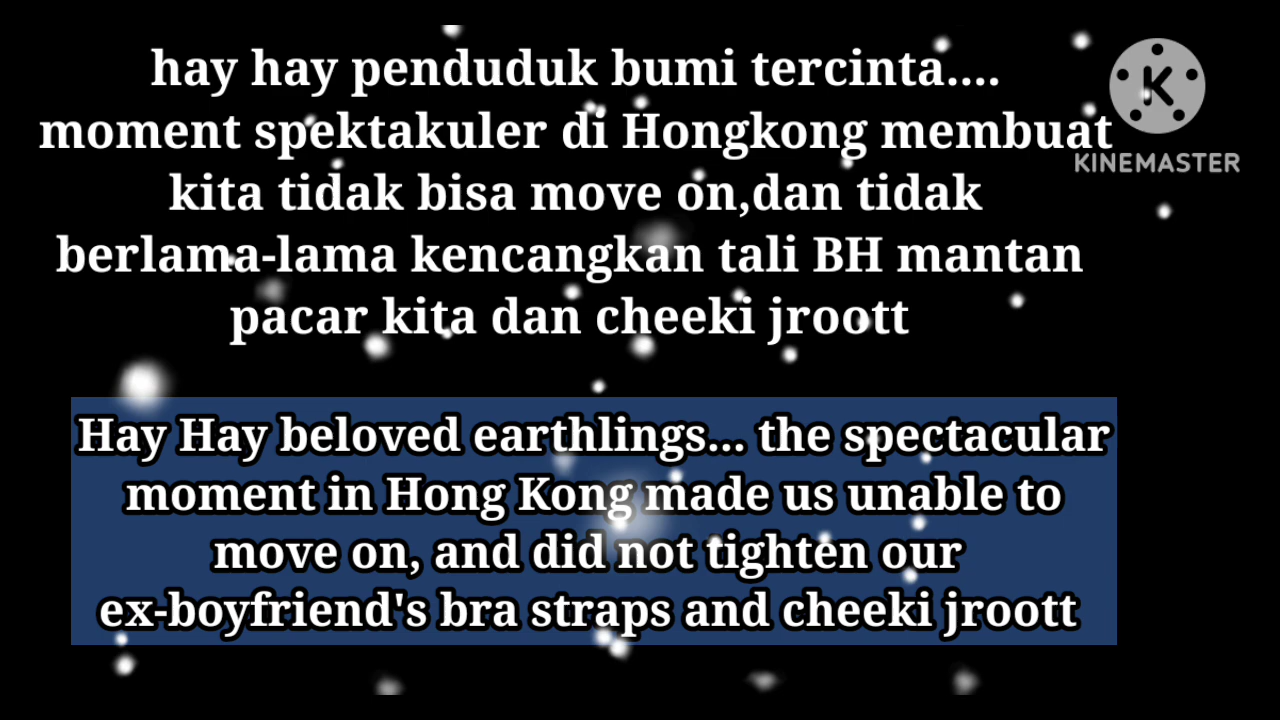 hay hay penduduk bumi tercinta....
moment spektakuler di Hongkong membuat
kita tidak bisa move on,dan tidak
berlama-lama kencangkan tali BH mantan
pacar kita dan cheeki jroott
K
KINEMASTER
Hay Hay beloved earthlings... the spectacular
moment in Hong Kong made us unable to
move on, and did not tighten our
ex-boyfriend's bra straps and cheeki jroott